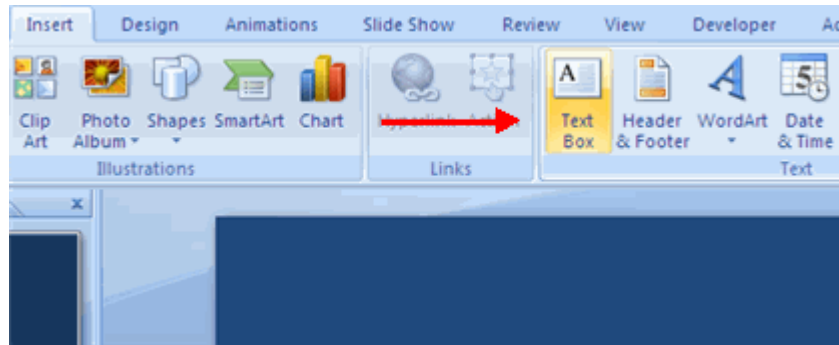 Insert Design Animations Slide Show Review View Developer
Clip Art
Photo Album
Shapes
SmartArt
Chart
Hyperlink
Text Box
Header & Footer
WordArt
Date & Time
Illustrations
Links
Text